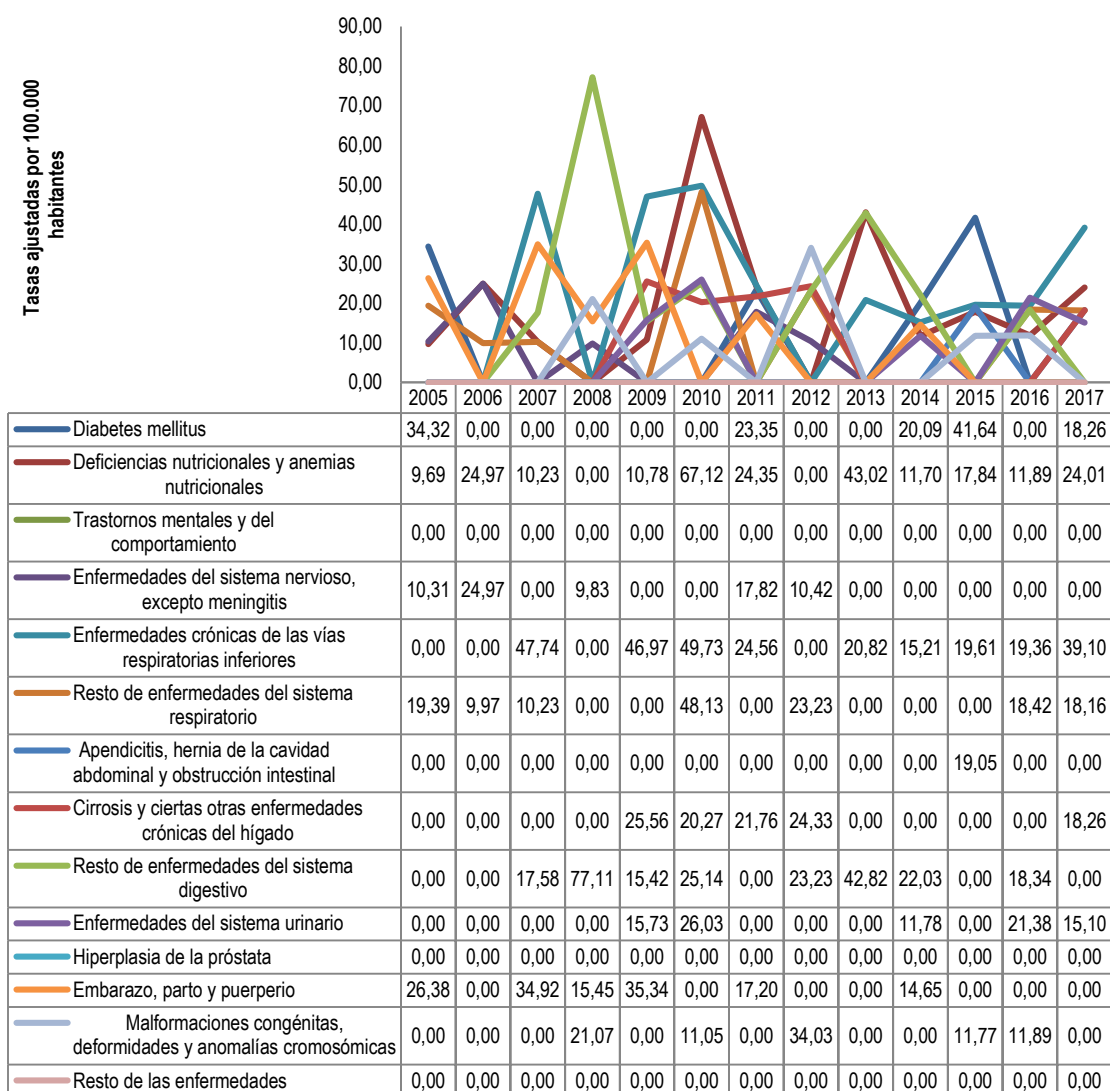 Tasas ajustadas por 100.000
habitantes
90,00
80,00
70,00
60,00
50,00
40,00
30,00
20,00
10,00
0,00
2005 2006 2007 2008 2009 2010 2011 2012 2013 2014 2015 2016 2017
Diabetes mellitus 34,32 0,00 0,00 0,00 0,00 0,00 23,35 0,00 0,00 20,09 41,64 0,00 18,26
Deficiencias nutricionales y anemias
nutricionales 9,69 24,97 10,23 0,00 10,78 67,12 24,35 0,00 43,02 11,70 17,84 11,89 24,01
Trastornos mentales y del
comportamiento 0,00 0,00 0,00 0,00 0,00 0,00 0,00 0,00 0,00 0,00 0,00 0,00 0,00
Enfermedades del sistema nervioso,
excepto meningitis 10,31 24,97 0,00 9,83 0,00 0,00 17,82 10,42 0,00 0,00 0,00 0,00 0,00
Enfermedades crónicas de las vías
respiratorias inferiores 0,00 0,00 47,74 0,00 46,97 49,73 24,56 0,00 20,82 15,21 19,61 19,36 39,10
Resto de enfermedades del sistema
respiratorio 19,39 9,97 10,23 0,00 0,00 48,13 0,00 23,23 0,00 0,00 0,00 18,42 18,16
Apendicitis, hernia de la cavidad
abdominal y obstrucción intestinal 0,00 0,00 0,00 0,00 0,00 0,00 0,00 0,00 0,00 0,00 19,05 0,00 0,00
Cirrosis y ciertas otras enfermedades
crónicas del hígado 0,00 0,00 0,00 0,00 25,56 20,27 21,76 24,33 0,00 0,00 0,00 0,00 18,26
Resto de enfermedades del sistema
digestivo 0,00 0,00 17,58 77,11 15,42 25,14 0,00 23,23 42,82 22,03 0,00 18,34 0,00
Enfermedades del sistema urinario 0,00 0,00 0,00 0,00 15,73 26,03 0,00 0,00 0,00 11,78 0,00 21,38 15,10
Hiperplasia de la próstata 0,00 0,00 0,00 0,00 0,00 0,00 0,00 0,00 0,00 0,00 0,00 0,00 0,00
Embarazo, parto y puerperio 26,38 0,00 34,92 15,45 35,34 0,00 17,20 0,00 0,00 14,65 0,00 0,00 0,00
Malformaciones congénitas,
deformidades y anomalías cromosómicas 0,00 0,00 0,00 21,07 0,00 11,05 0,00 34,03 0,00 0,00 11,77 11,89 0,00
Resto de las enfermedades 0,00 0,00 0,00 0,00 0,00 0,00 0,00 0,00 0,00 0,00 0,00 0,00 0,00